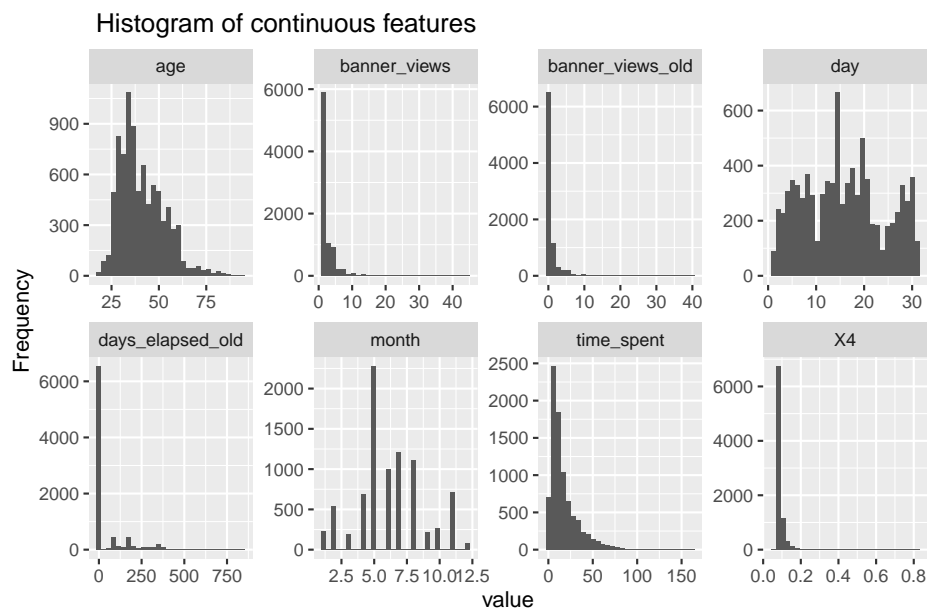 Histogram of continuous features
age banner_views banner_views_old day
900
600
300
0
25 50 75
6000
4000
2000
0
0 10 20 30 40
6000
4000
2000
0
0 10 20 30 40
600
400
200
0
0 10 20 30
Frequency
days_elapsed_old month time_spent X4
6000
4000
2000
0
0 250 500 750
2000
1500
1000
500
0
2.5 5.0 7.5 10.0 12.5
2500
2000
1500
1000
500
0
0 50 100 150
6000
4000
2000
0
0.0 0.2 0.4 0.6 0.8
value